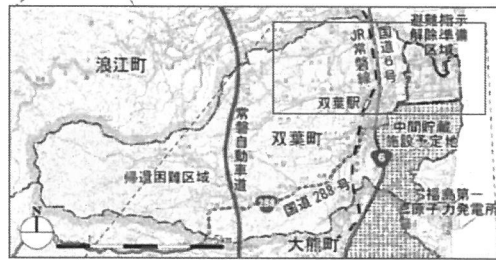 避難指示
解除準備
区域
国道6号
JR常磐線
浪江町
双葉駅
双葉町
中間貯蔵
施設予定地
常磐自動車道
6
帰還困難区域
288
国道288号
福島第一
原子力発電所
大熊町
N